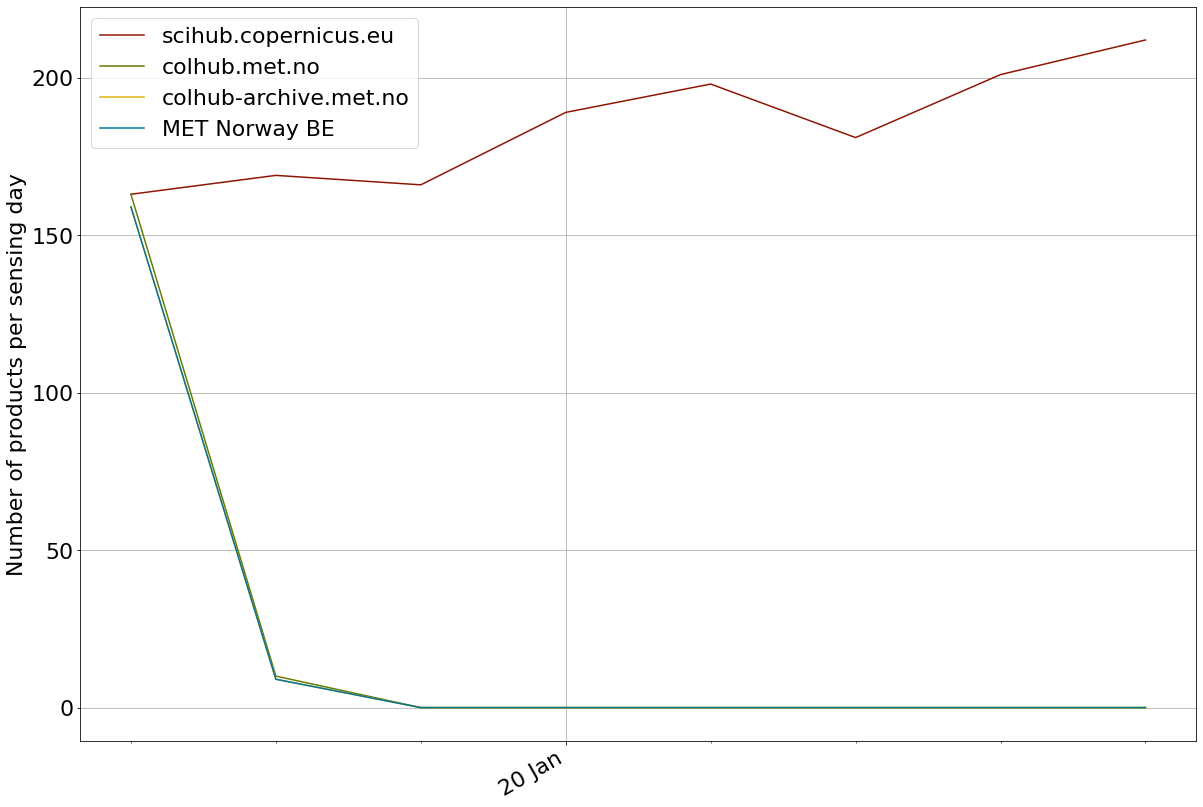 scihub.copernicus.eu
colhub.met.no
colhub-archive.met.no
MET Norway BE
Number of products per sensing day
200
150
100
50
0
20 Jan